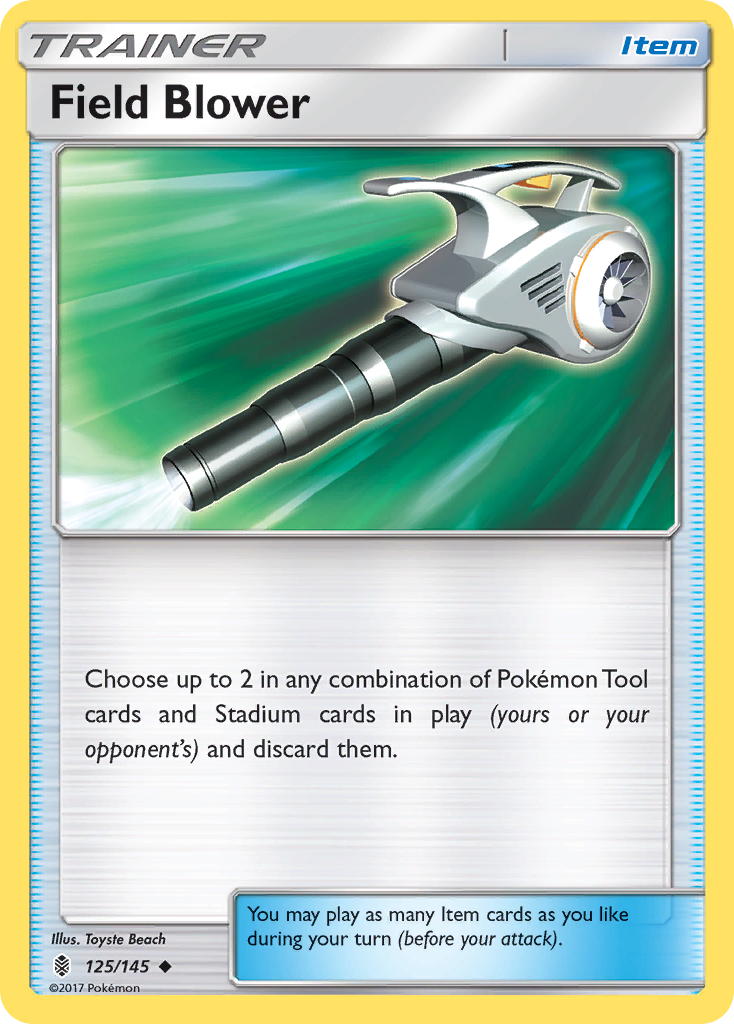 TRAINER
Item
Field Blower
Choose up to 2 in any combination of Pokémon Tool
cards and Stadium cards in play (yours or your
opponent's) and discard them.
You may play as many Item cards as you like
during your turn (before your attack).
Illus. Toyste Beach
125/145
©2017 Pokémon